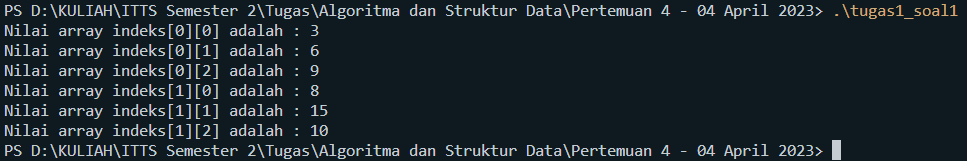 PS D:\KULIAH\ITTS Semester 2\Tugas\Algoritma dan Struktur Data\Pertemuan 4 - 04 April 2023> .\tugas1_soal1
Nilai array indeks[0][0] adalah : 3
Nilai array indeks[0][1] adalah : 6
Nilai array indeks[0][2] adalah : 9
Nilai array indeks[1][0] adalah : 8
Nilai array indeks[1][1] adalah : 15
Nilai array indeks[1][2] adalah : 10
PS D:\KULIAH\ITTS Semester 2\Tugas\Algoritma dan Struktur Data\Pertemuan 4 - 04 April 2023>